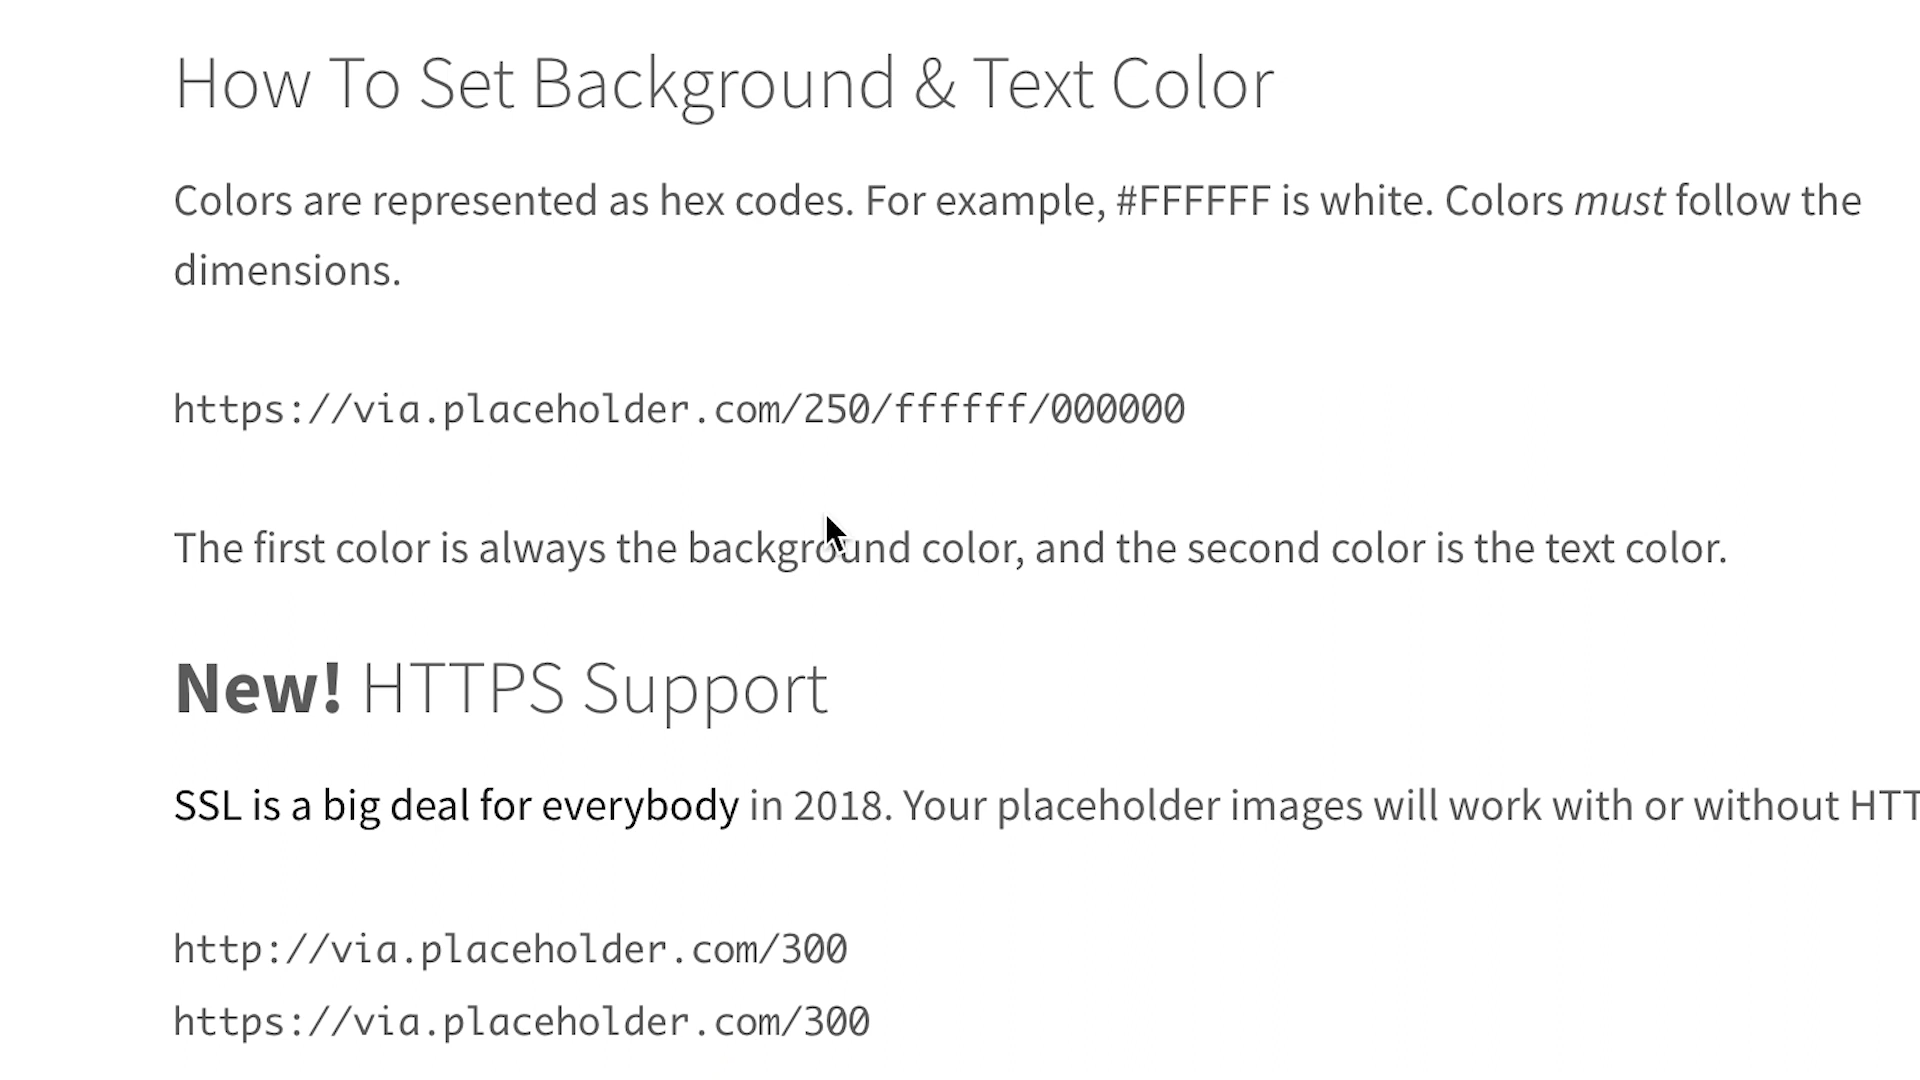 How To Set Background & Text Color
Colors are represented as hex codes. For example, #FFFFFF is white. Colors must follow the
dimensions.
https://via.placeholder.com/250/ffffff/000000
The first color is always the background color, and the second color is the text color.
New! HTTPS Support
SSL is a big deal for everybody in 2018. Your placeholder images will work with or without HTT
http://via.placeholder.com/300
https://via.placeholder.com/300